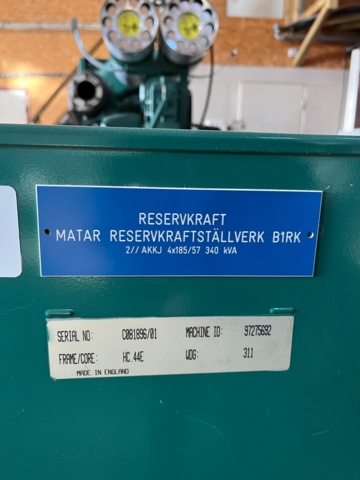 RESERVKRAFT
MATAR RESERVKRAFTSTÄLLVERK B1RK
2// AKKJ 4x185/57 340 kVA
SERIAL NO: C081896/01 MACHINE ID: 97275692
FRAME/CORE: HC.44E WDG: 311
MADE IN ENGLAND